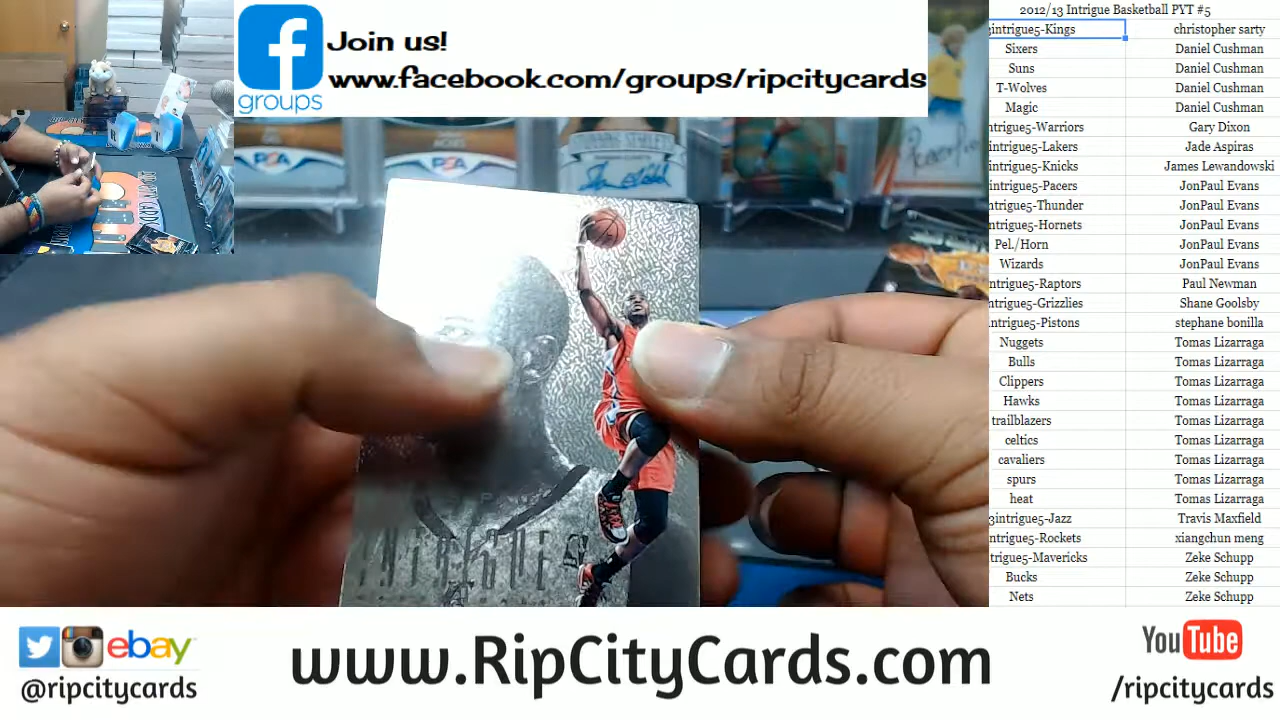 Join us!
www.facebook.com/groups/ripcitycards
groups
PSA
PSA
INTRIGUE
2012/13 Intrigue Basketball PYT #5
intrigue5-Kings christopher sarty
Sixers Daniel Cushman
Suns Daniel Cushman
T-Wolves Daniel Cushman
Magic Daniel Cushman
ntrigue5-Warriors Gary Dixon
intrigue5-Lakers Jade Aspiras
intrigue5-Knicks James Lewandowski
intrigue5-Pacers JonPaul Evans
intrigue5-Thunder JonPaul Evans
intrigue5-Hornets JonPaul Evans
Pel./Horn JonPaul Evans
Wizards JonPaul Evans
intrigue5-Raptors Paul Newman
intrigue5-Grizzlies Shane Goolsby
intrigue5-Pistons stephane bonilla
Nuggets Tomas Lizarraga
Bulls Tomas Lizarraga
Clippers Tomas Lizarraga
Hawks Tomas Lizarraga
trailblazers Tomas Lizarraga
celtics Tomas Lizarraga
cavaliers Tomas Lizarraga
spurs Tomas Lizarraga
heat Tomas Lizarraga
3intrigue5-Jazz Travis Maxfield
intrigue5-Rockets xiangchun meng
trigue5-Mavericks Zeke Schupp
Bucks Zeke Schupp
Nets Zeke Schupp
ebay
@ripcitycards
www.RipCityCards.com
YouTube
/ripcitycards